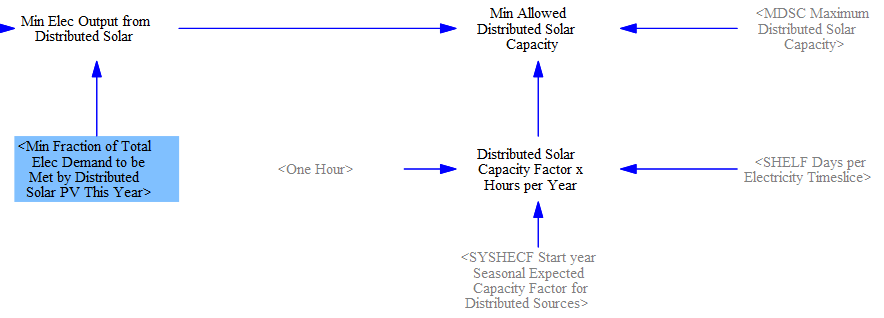 Min Elec Output from
Distributed Solar
Min Allowed
Distributed Solar
Capacity
<MDSC Maximum
Distributed Solar
Capacity>
<Min Fraction of Total
Elec Demand to be
Met by Distributed
Solar PV This Year>
<One Hour>
Distributed Solar
Capacity Factor x
Hours per Year
<SHELF Days per
Electricity Timeslice>
<SYSHECF Start year
Seasonal Expected
Capacity Factor for
Distributed Sources>